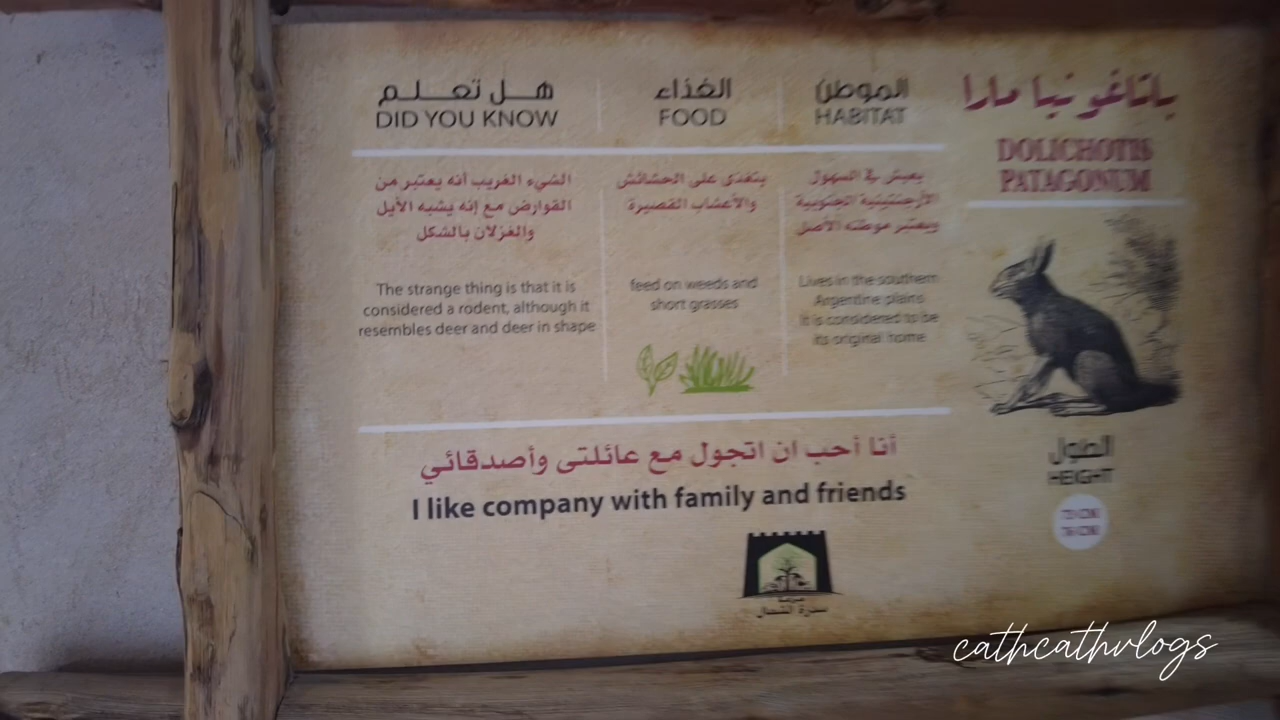 باتاغونيا مارا
DOLICHOTIS
PATAGONUM
هل تعلم
DID YOU KNOW
الغذاء
FOOD
الموطن
HABITAT
الشيء الغريب أنه يعتبر من
القوارض مع إنه يشبه الأيل
والغزلان بالشكل
The strange thing is that it is
considered a rodent, although it
resembles deer and deer in shape
يتغذى على الحشائش
والأعشاب القصيرة
feed on weeds and
short grasses
يعيش في السهول
الأرجنتينية الجنوبية
ويعتبر موطنه الأصل
Lives in the southern
Argentine plains
It is considered to be
its original home
الطول
HEIGHT
أنا أحب ان اتجول مع عائلتى وأصدقائي
I like company with family and friends
cathcathvlogs